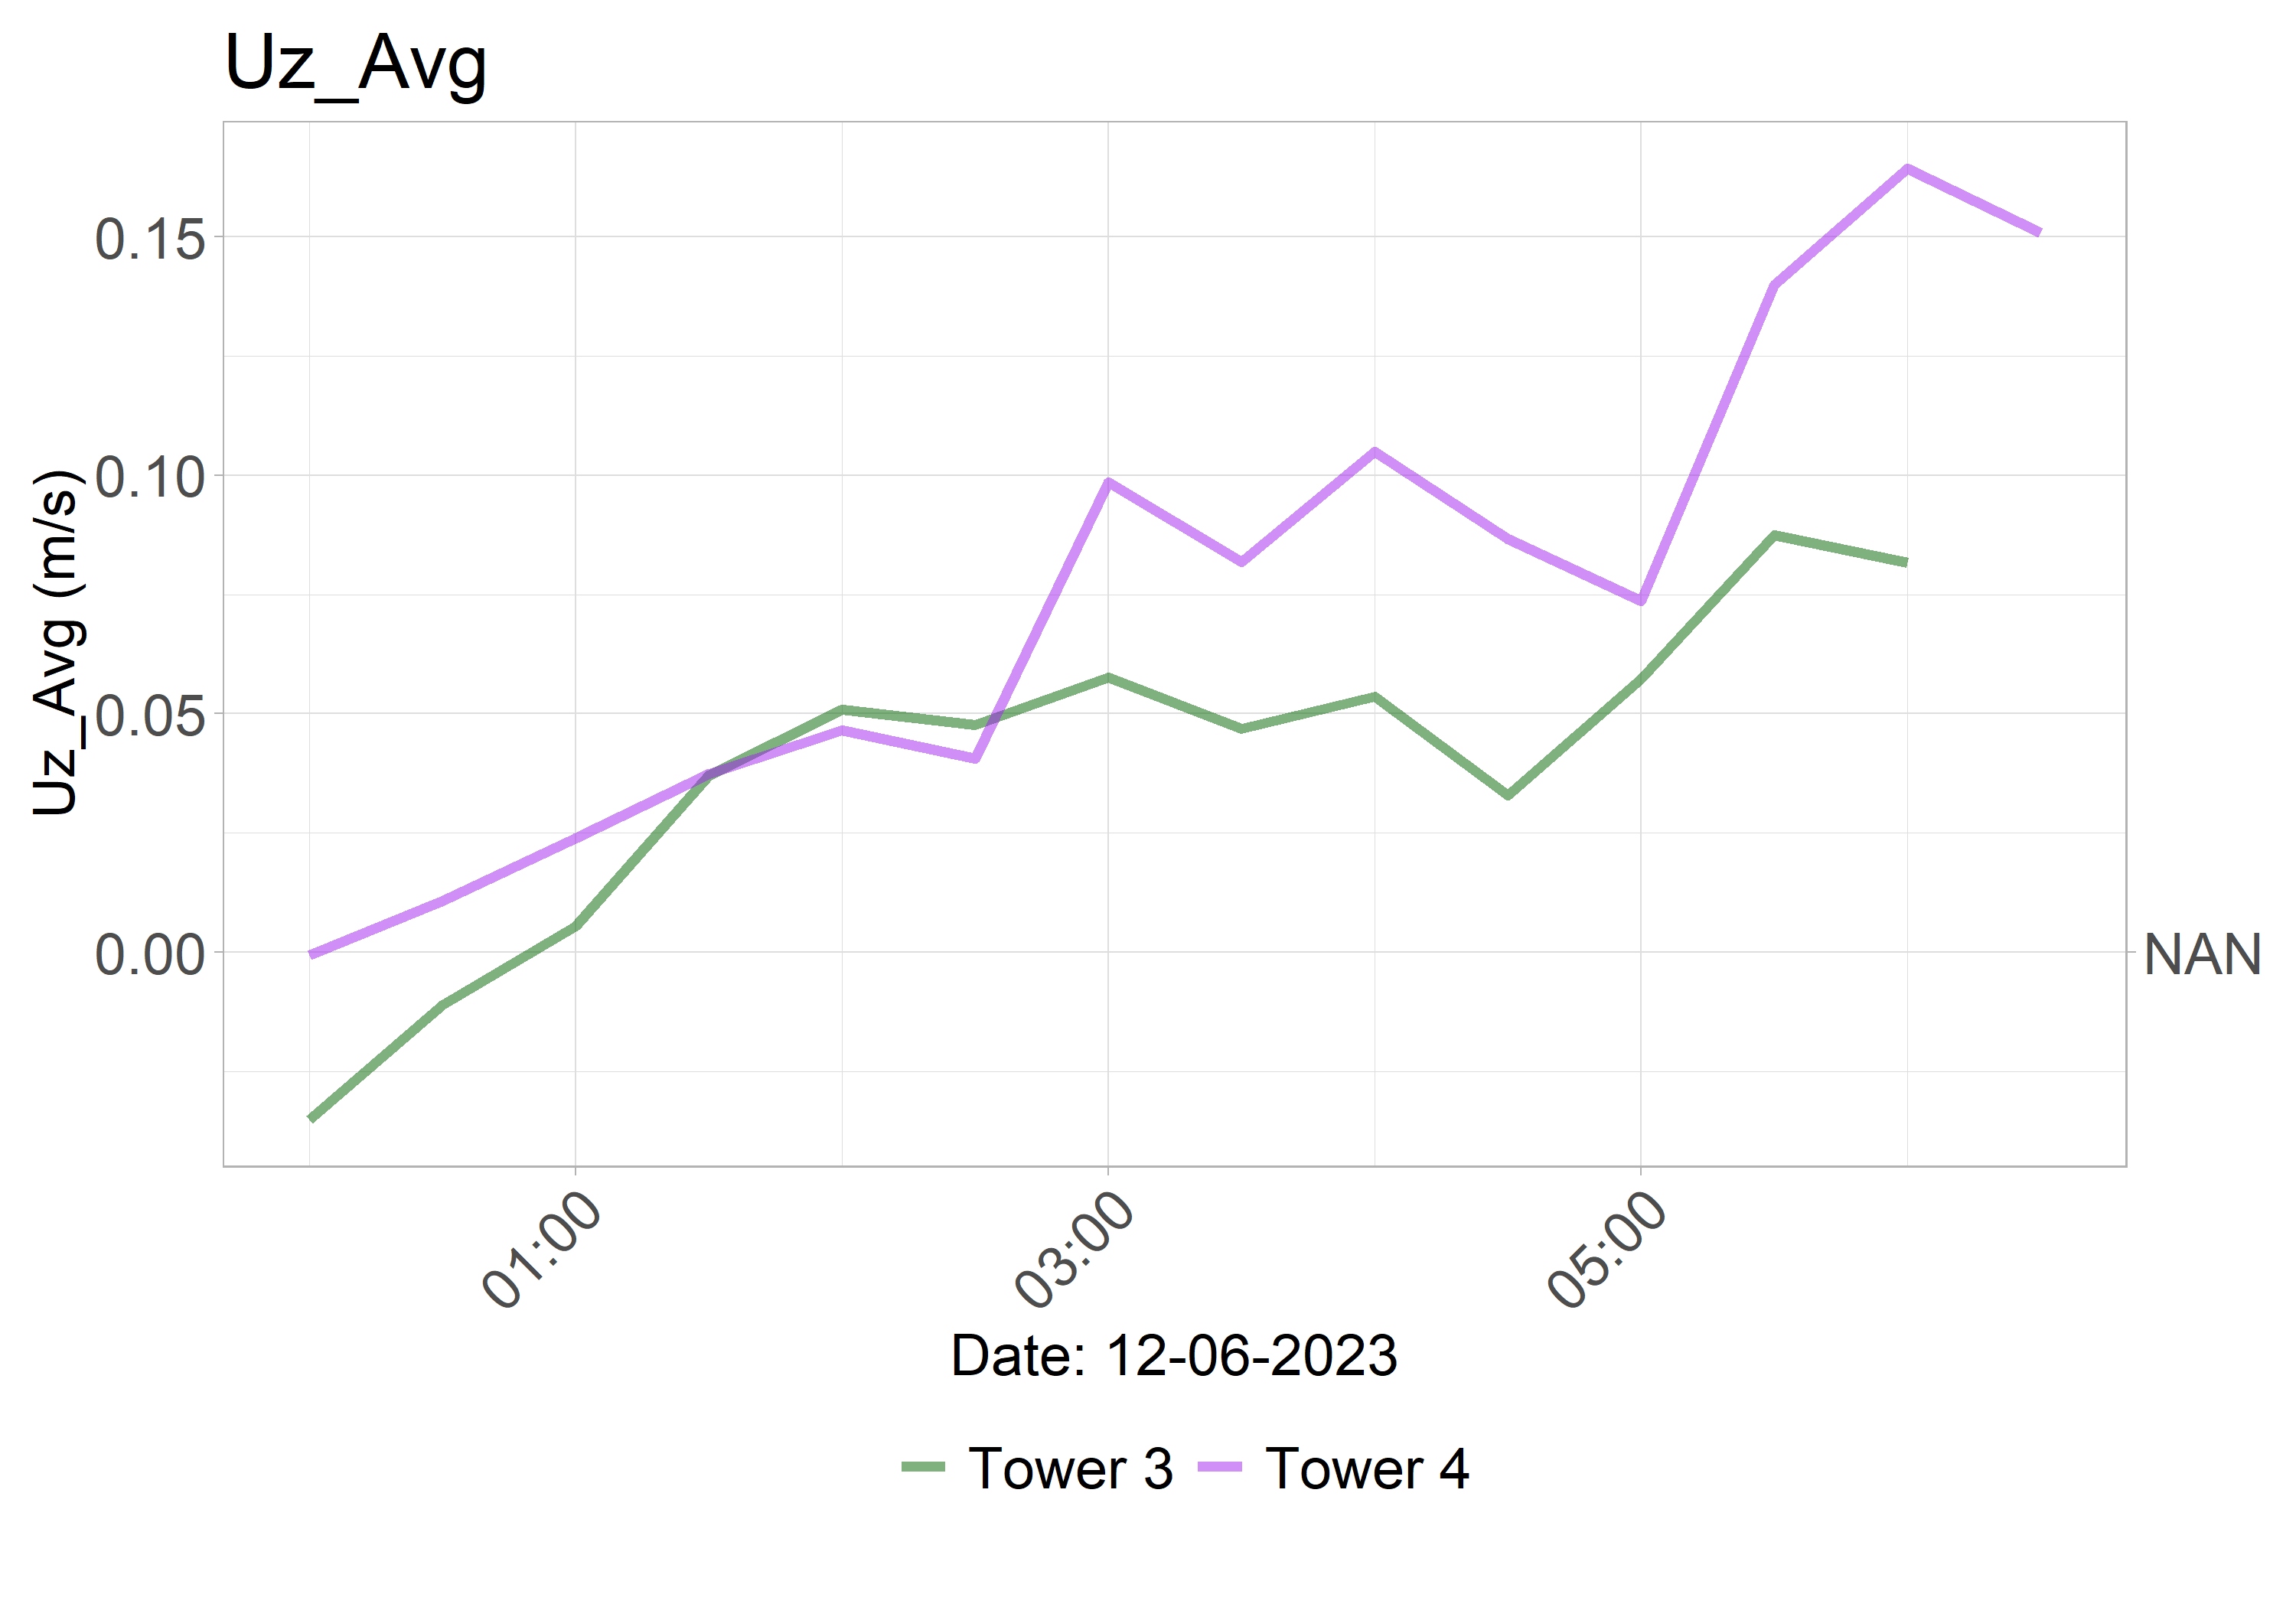 Uz_Avg
Uz_Avg (m/s)
0.15
0.10
0.05
0.00
NAN
01:00
03:00
05:00
Date: 12-06-2023
Tower 3
Tower 4